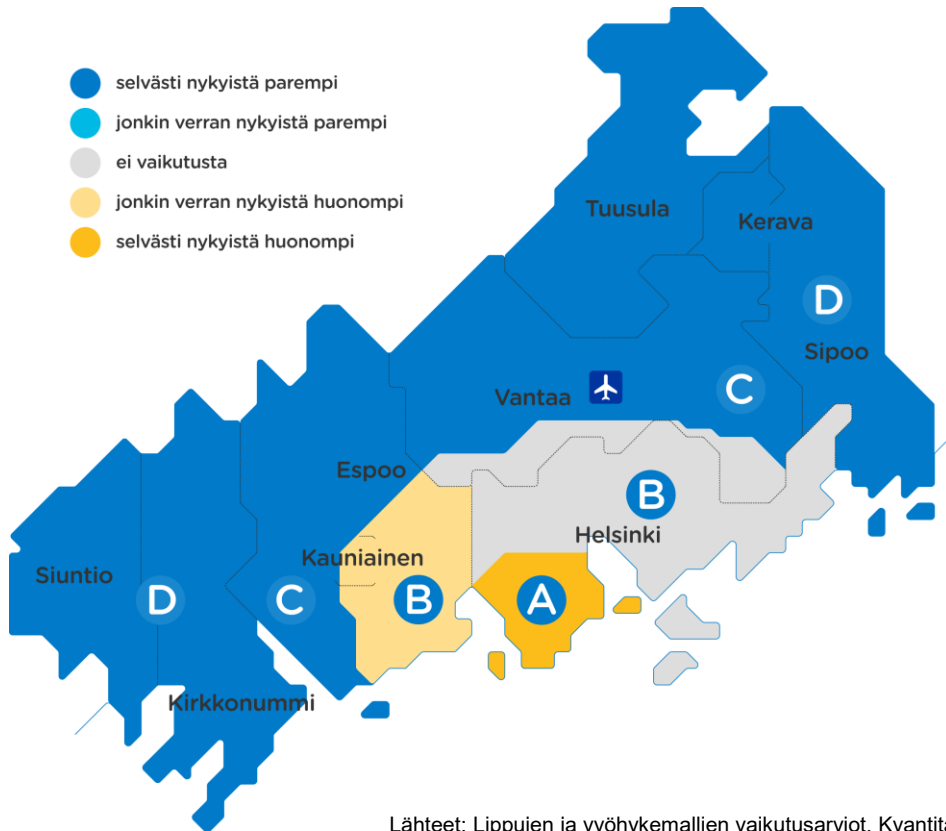 selvästi nykyistä parempi
jonkin verran nykyistä parempi
ei vaikutusta
jonkin verran nykyistä huonompi
selvästi nykyistä huonompi
Tuusula
Kerava
D
Sipoo
Vantaa
C
Espoo
B
Helsinki
Kauniainen
Siuntio
D
C
B
A
Kirkkonummi
Lähteet: Lippujen ja vyöhykemallien vaikutusarviot, Kvantita